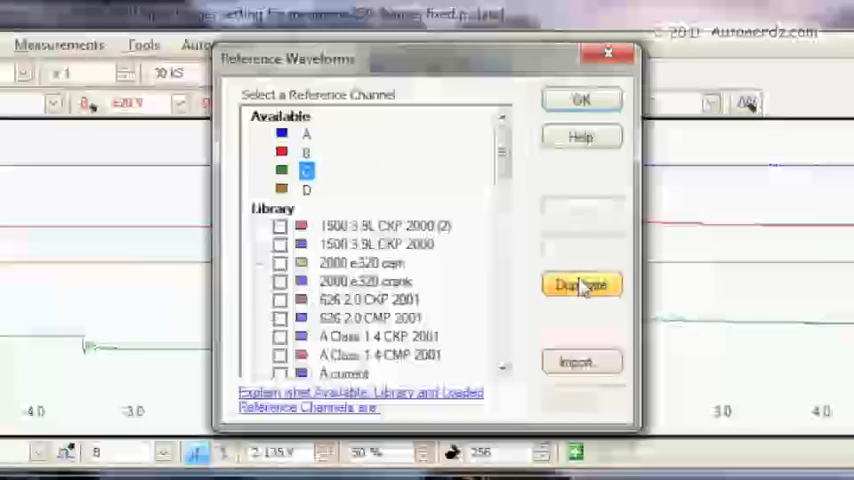 © 2011 Autonerdz.com
Measurements Tools
Reference Waveforms
x 1 30 kS
Select a Reference Channel
Available
A
B
C
D
OK
Help
Library
1500 3.9L CKP 2000 (2)
1500 3.9L CKP 2000
2000 e320 cam
2000 e320 crank
626 2.0 CKP 2001
626 2.0 CMP 2001
A Class 1.4 CKP 2001
A Class 1.4 CMP 2001
A current
Duplicate
Import...
Explain what Available, Library and Loaded
Reference Channels are
-4.0 -3.0 3.0 4.0
B 50 % 256